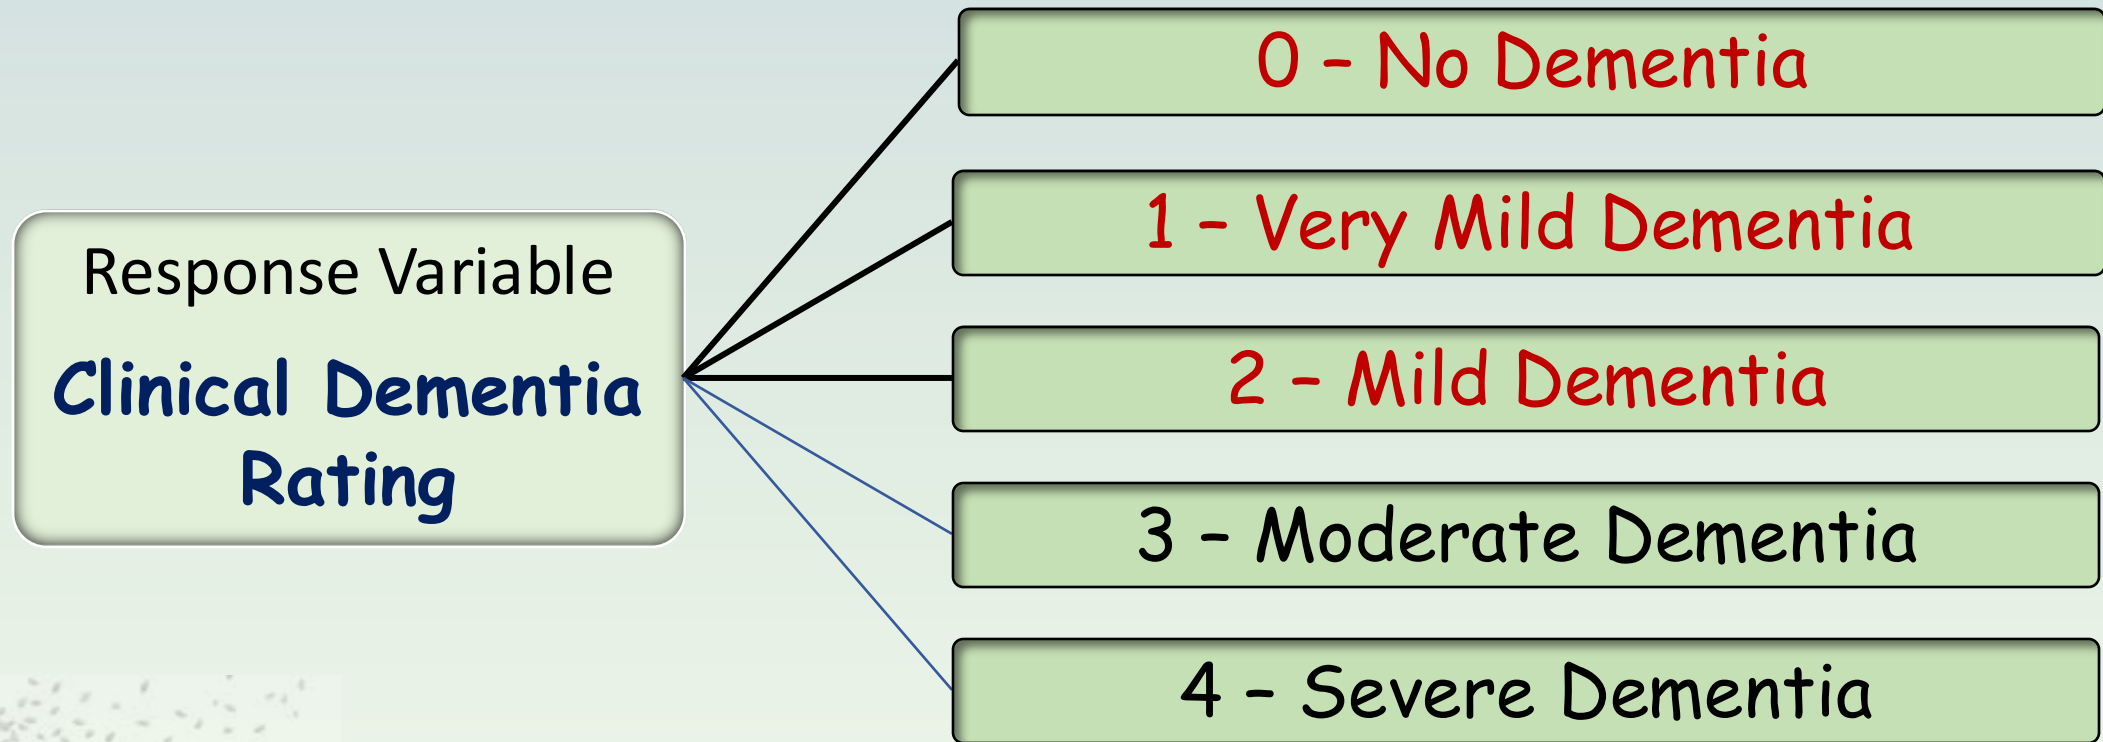 Response Variable
Clinical Dementia
Rating
0 – No Dementia
1 – Very Mild Dementia
2 – Mild Dementia
3 – Moderate Dementia
4 – Severe Dementia